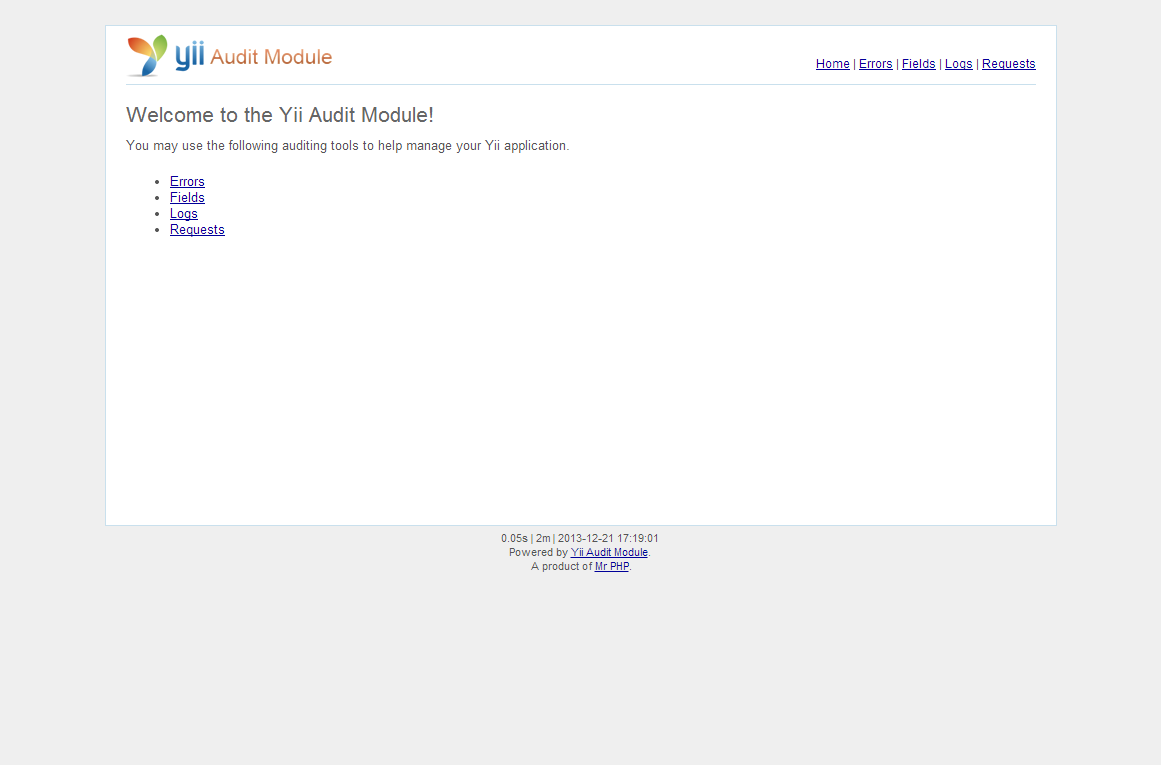 yii Audit Module
Home | Errors | Fields | Logs | Requests
Welcome to the Yii Audit Module!
You may use the following auditing tools to help manage your Yii application.
• Errors
• Fields
• Logs
• Requests
0.05s | 2m | 2013-12-21 17:19:01
Powered by Yii Audit Module.
A product of Mr PHP.